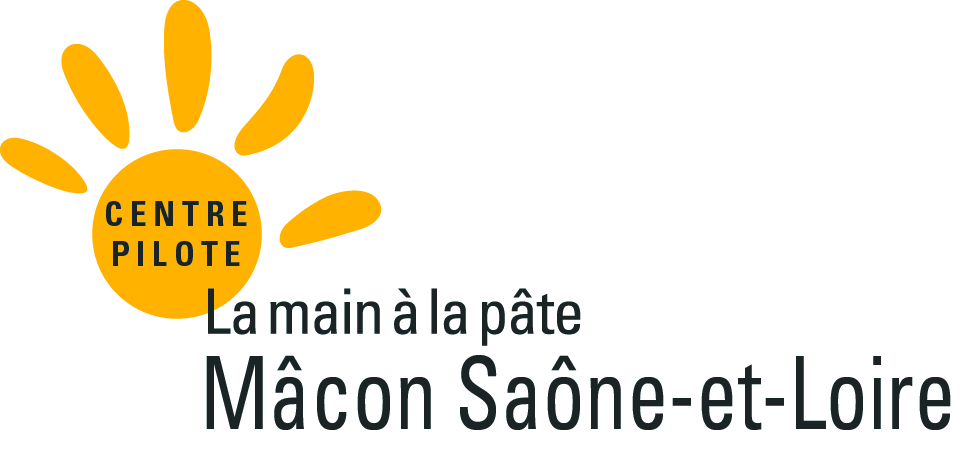 CENTRE
PILOTE
La main à la pâte
Mâcon Saône-et-Loire